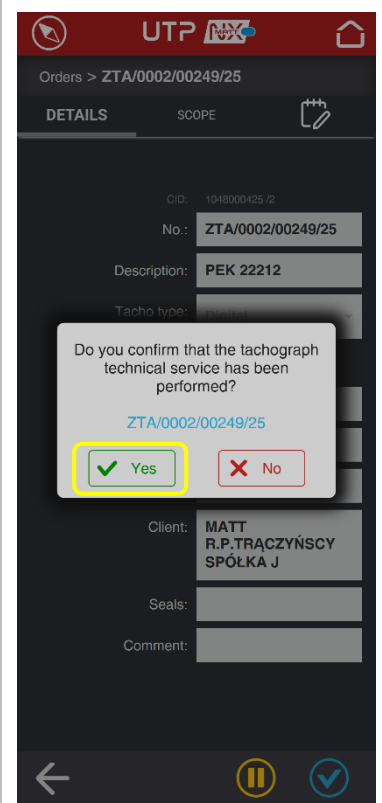 UTP MATT NX
Orders > ZTA/0002/00249/25
DETAILS SCOPE
CID: 1048000425 /2
No.: ZTA/0002/00249/25
Description: PEK 22212
Tacho type: Digital
Do you confirm that the tachograph
technical service has been
performed?
ZTA/0002/00249/25
Yes No
Client: MATT
R.P.TRĄCZYŃSCY
SPÓŁKA J
Seals:
Comment: